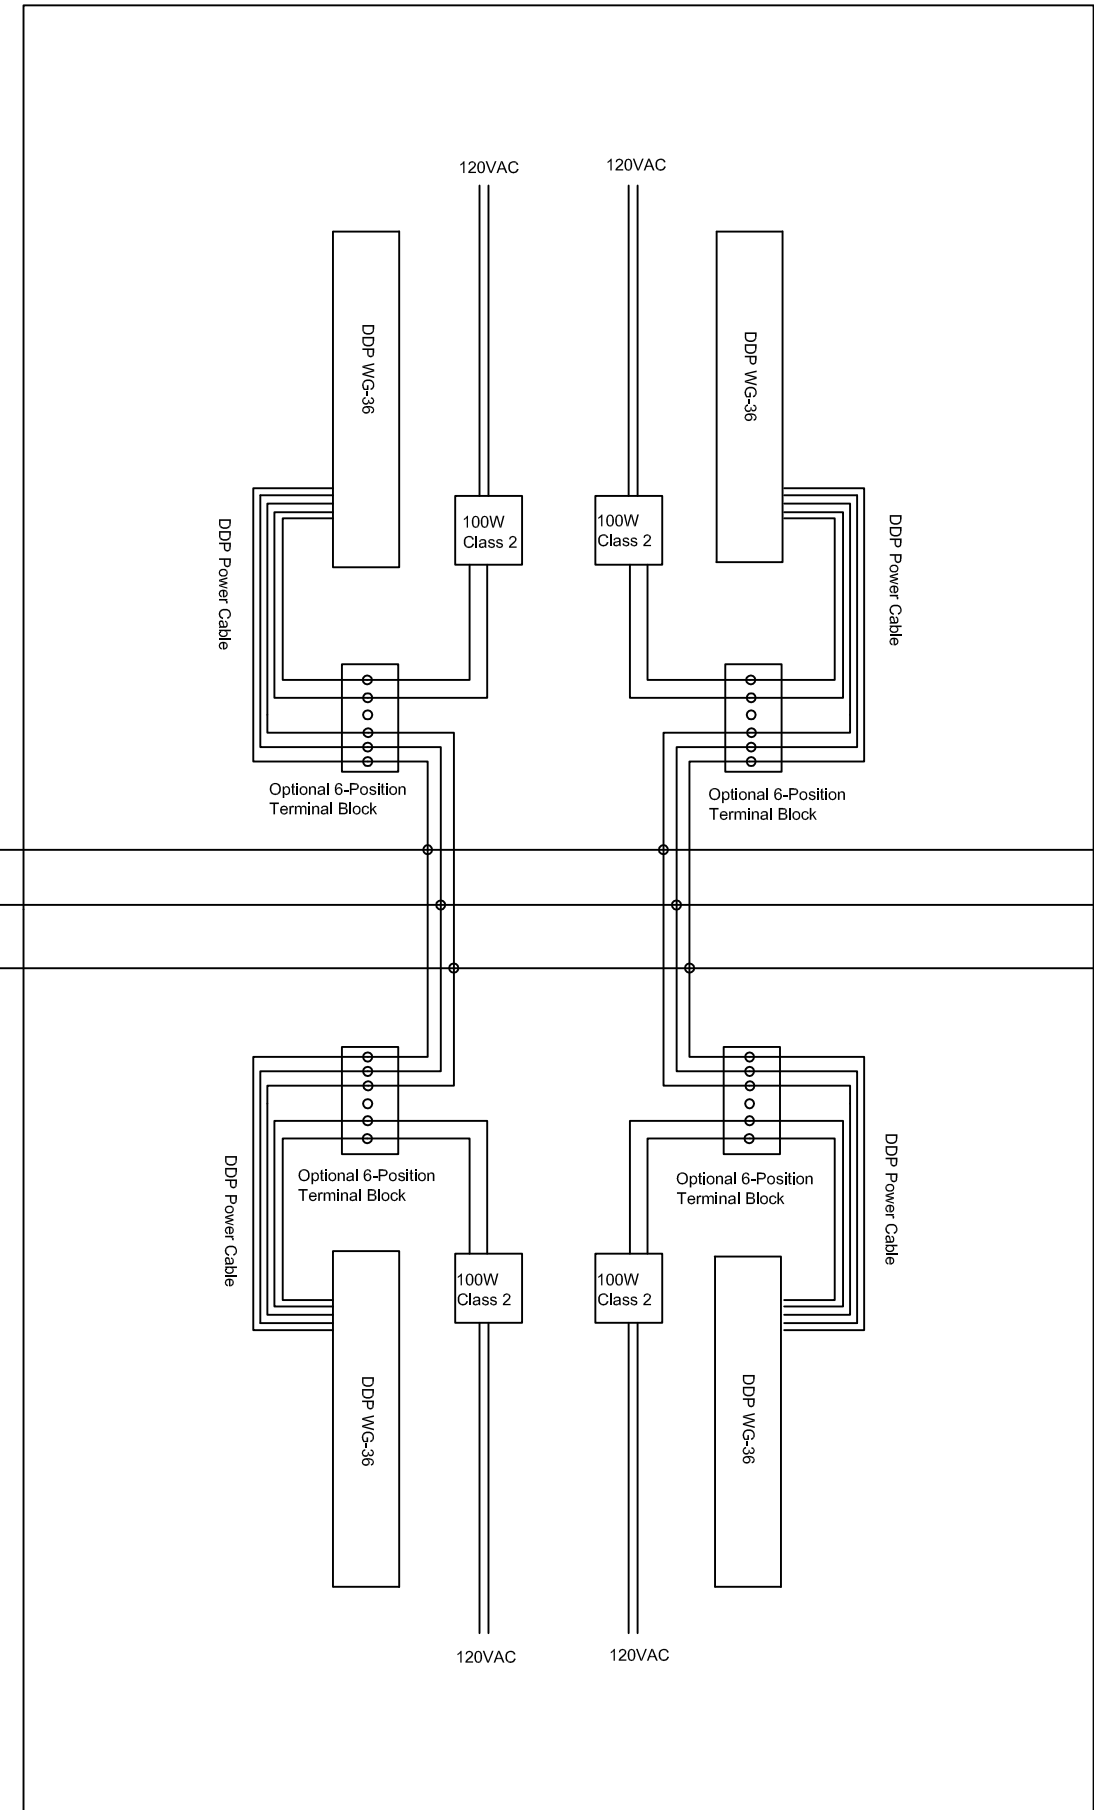 120VAC
120VAC
DDP WG-36
DDP WG-36
100W
Class 2
100W
Class 2
DDP Power Cable
DDP Power Cable
Optional 6-Position
Terminal Block
Optional 6-Position
Terminal Block
Optional 6-Position
Terminal Block
Optional 6-Position
Terminal Block
DDP Power Cable
DDP Power Cable
100W
Class 2
100W
Class 2
DDP WG-36
DDP WG-36
120VAC
120VAC